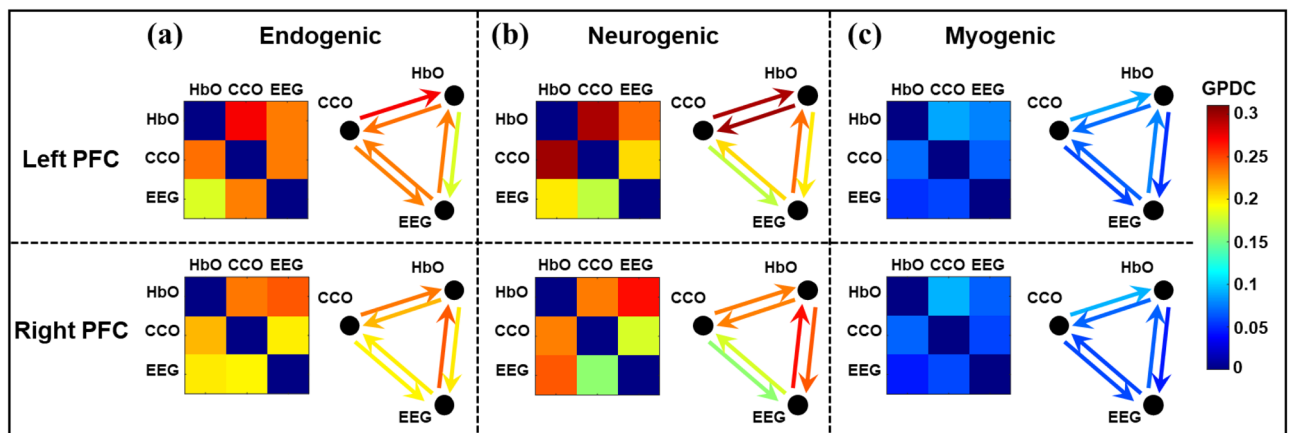 (a) Endogenic (b) Neurogenic (c) Myogenic
HbO CCO EEG
HbO
CCO
EEG
CCO
HbO
EEG
HbO CCO EEG
HbO
CCO
EEG
CCO
HbO
EEG
HbO CCO EEG
HbO
CCO
EEG
CCO
HbO
EEG
Left PFC
HbO CCO EEG
HbO
CCO
EEG
CCO
HbO
EEG
HbO CCO EEG
HbO
CCO
EEG
CCO
HbO
EEG
HbO CCO EEG
HbO
CCO
EEG
CCO
HbO
EEG
Right PFC
GPDC
0.3
0.25
0.2
0.15
0.1
0.05
0